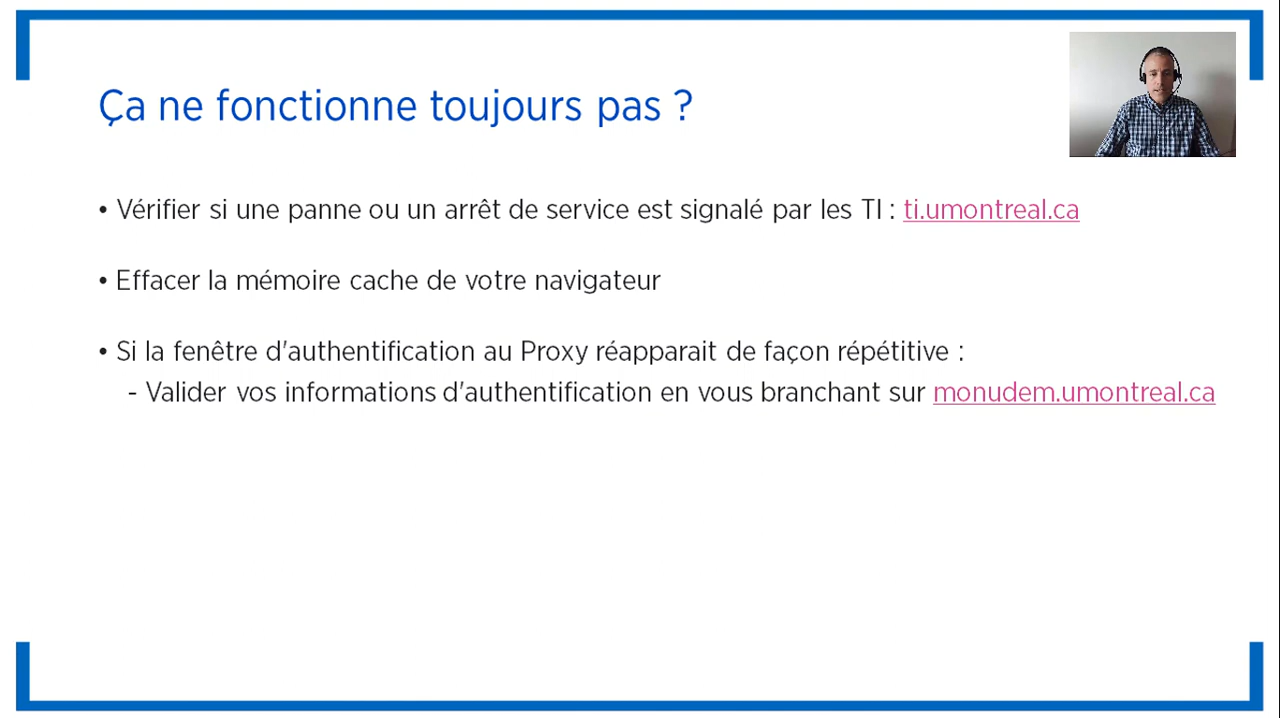 Ça ne fonctionne toujours pas ?
• Vérifier si une panne ou un arrêt de service est signalé par les TI : ti.umontreal.ca
• Effacer la mémoire cache de votre navigateur
• Si la fenêtre d'authentification au Proxy réapparait de façon répétitive :
- Valider vos informations d'authentification en vous branchant sur monudem.umontreal.ca